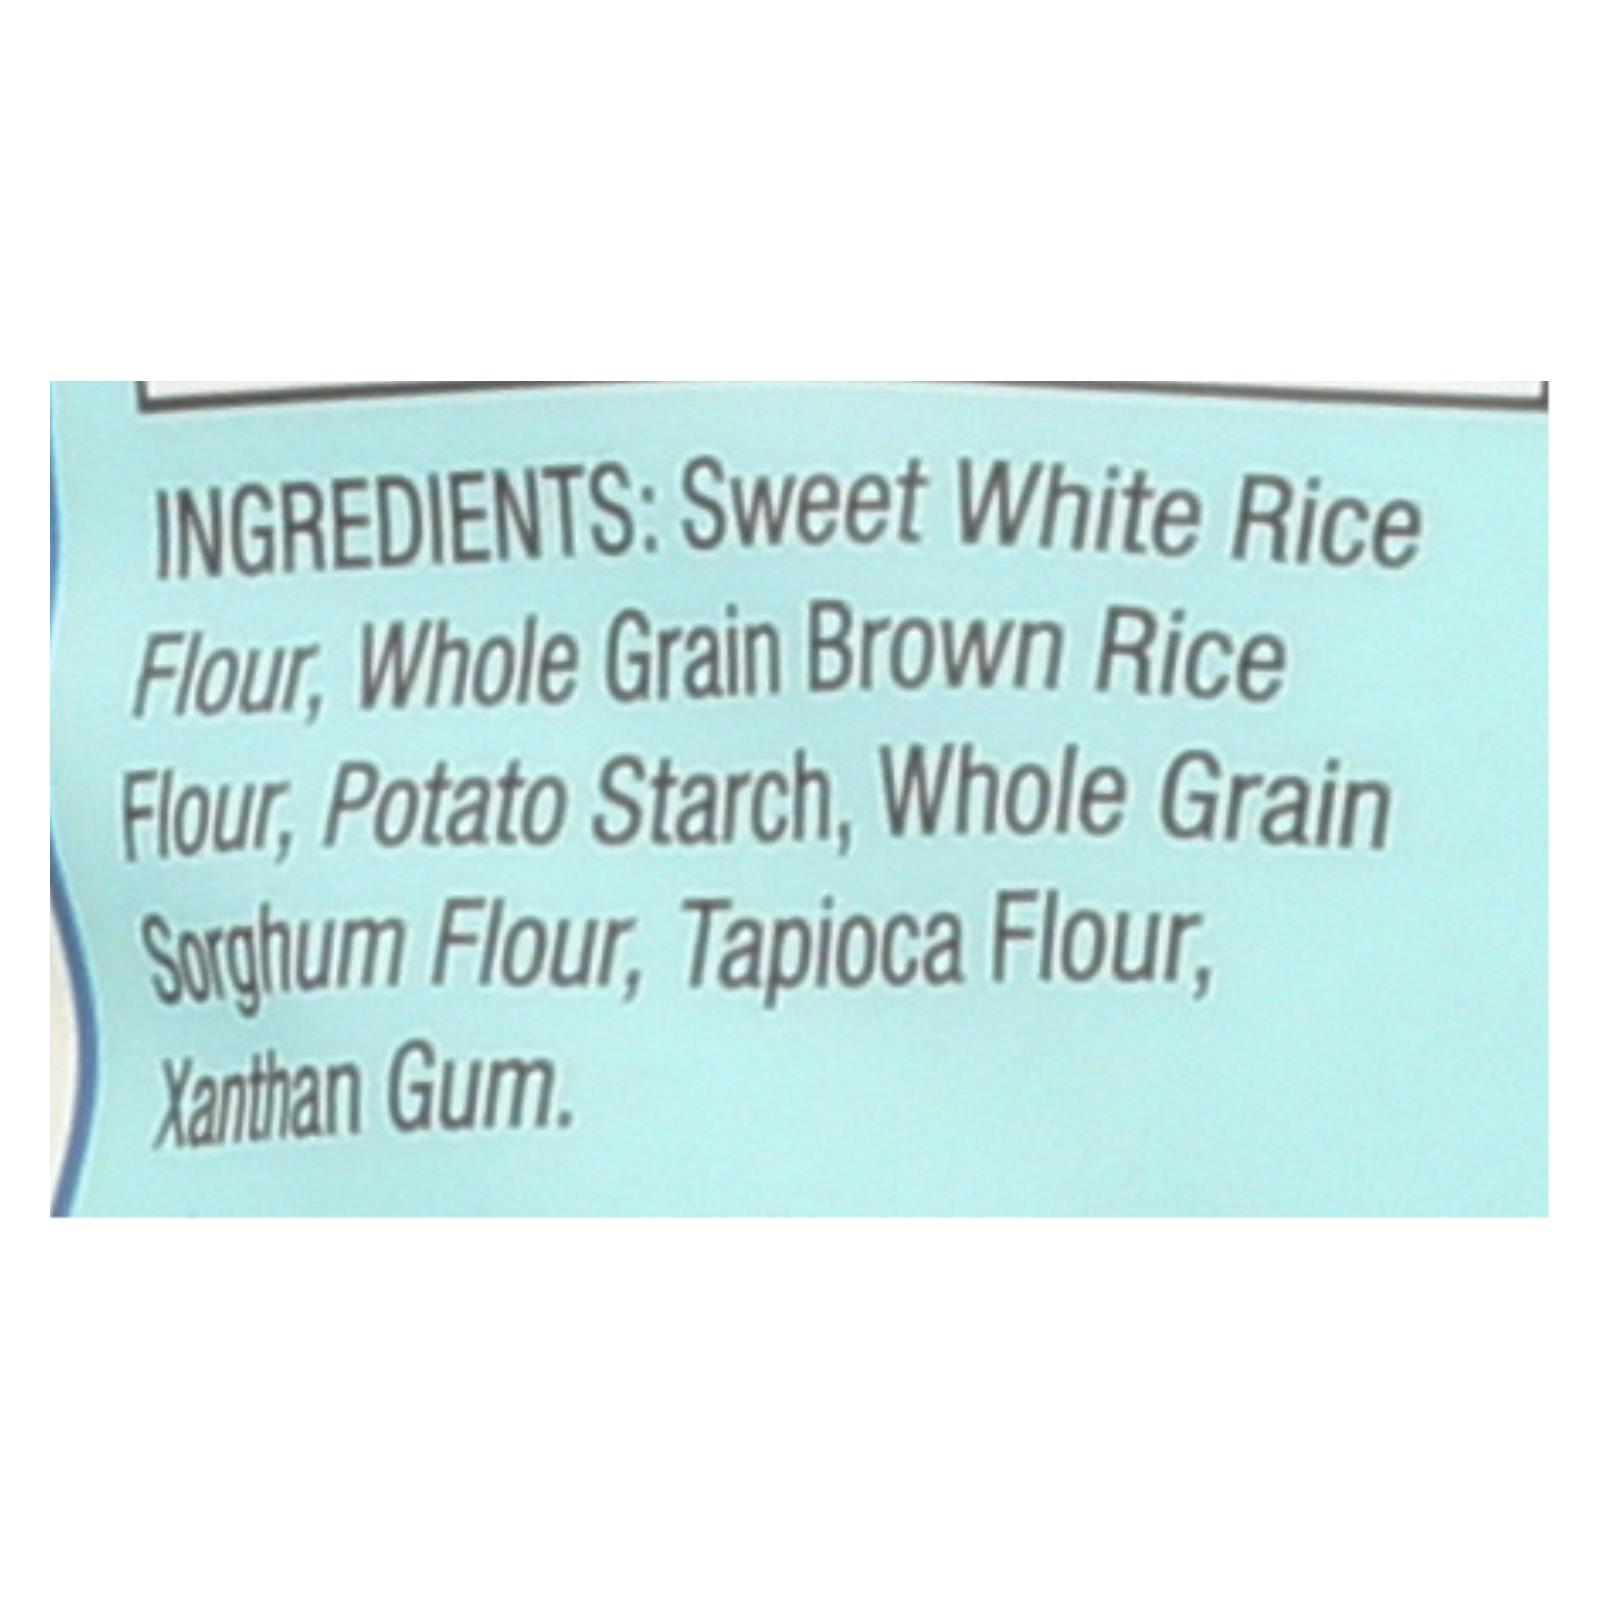 INGREDIENTS: Sweet White Rice
Flour, Whole Grain Brown Rice
Flour, Potato Starch, Whole Grain
Sorghum Flour, Tapioca Flour,
Xanthan Gum.